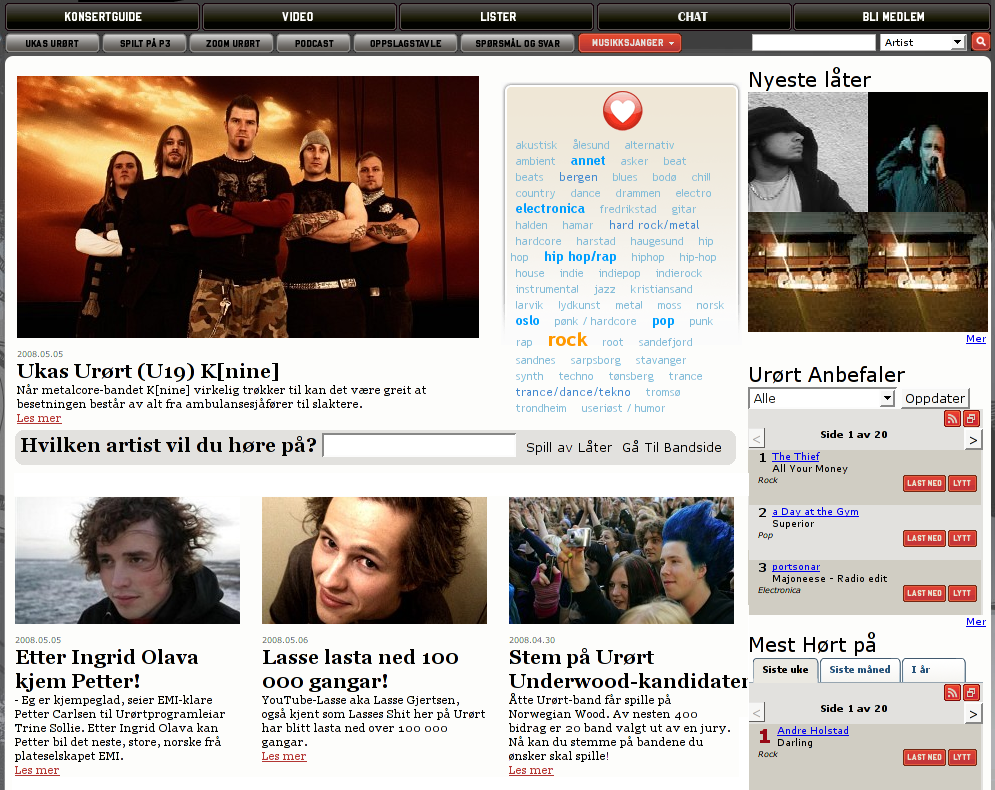 KONSERTGUIDE VIDEO LISTER CHAT BLI MEDLEM
UKAS URØRT SPILT PÅ P3 ZOOM URØRT PODCAST OPPSLAGSTAVLE SPØRSMÅL OG SVAR MUSIKKSJANGER Artist
2008.05.05
Ukas Urørt (U19) K[nine]
Når metalcore-bandet K[nine] virkelig trøkker til kan det være greit at
besetningen består av alt fra ambulansesjåfører til slaktere.
Les mer
akustisk ålesund alternativ
ambient annet asker beat
beats bergen blues bodø chill
country dance drammen electro
electronica fredrikstad gitar
halden hamar hard rock/metal
hardcore harstad haugesund hip
hop hip hop/rap hiphop hip-hop
house indie indiepop indierock
instrumental jazz kristiansand
larvik lydkunst metal moss norsk
oslo pønk / hardcore pop punk
rap rock root sandefjord
sandnes sarpsborg stavanger
synth techno tønsberg trance
trance/dance/tekno tromsø
trondheim useriøst / humor
Hvilken artist vil du høre på? Spill av Låter Gå Til Bandside
2008.05.05
Etter Ingrid Olava
kjem Petter!
- Eg er kjempeglad, seier EMI-klare
Petter Carlsen til Urørtprogramleiar
Trine Sollie. Etter Ingrid Olava kan
Petter bil det neste, store, norske frå
plateselskapet EMI.
Les mer
2008.05.06
Lasse lasta ned 100
000 gangar!
YouTube-Lasse aka Lasse Gjertsen,
også kjent som Lasses Shit her på Urørt
har blitt lasta ned over 100 000
gangar.
Les mer
2008.04.30
Stem på Urørt
Underwood-kandidater
Åtte Urørt-band får spille på
Norwegian Wood. Av nesten 400
bidrag er 20 band valgt ut av en jury.
Nå kan du stemme på bandene du
ønsker skal spille!
Les mer
Nyeste låter
Mer
Urørt Anbefaler
Alle Oppdater
< Side 1 av 20 >
1 The Thief
All Your Money
Rock LAST NED LYTT
2 a Day at the Gym
Superior
Pop LAST NED LYTT
3 portsonar
Majoneese - Radio edit
Electronica LAST NED LYTT
Mer
Mest Hørt på
Siste uke Siste måned I år
< Side 1 av 20 >
1 Andre Holstad
Darling
Rock LAST NED LYTT